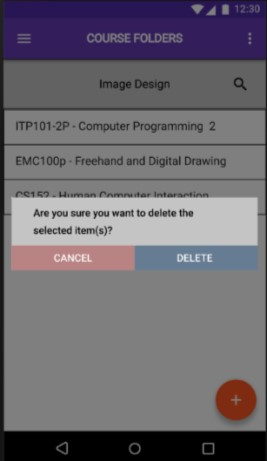 12:30
COURSE FOLDERS
Image Design
ITP101-2P - Computer Programming 2
EMC100p - Freehand and Digital Drawing
CS152 - Human Computer Interaction
Are you sure you want to delete the
selected item(s)?
CANCEL DELETE